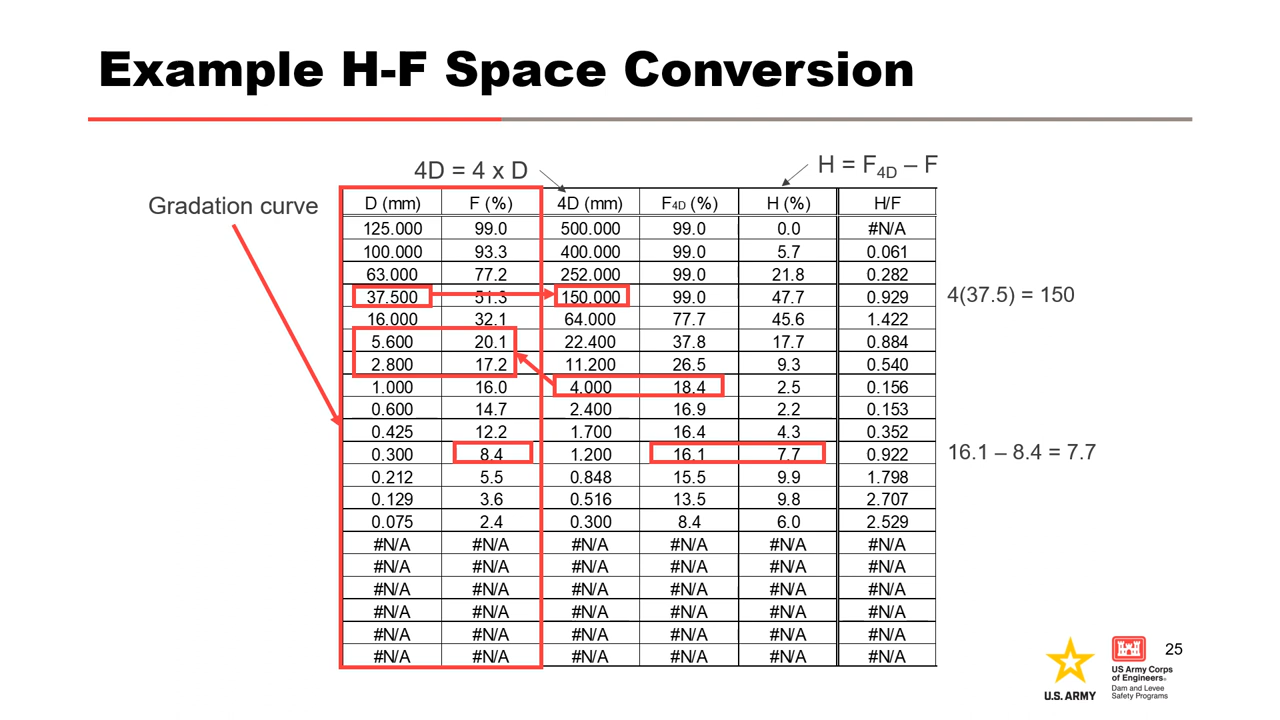 Example H-F Space Conversion
4D = 4 x D
H = F4D – F
Gradation curve
D (mm) F (%) 4D (mm) F4D (%) H (%) H/F
125.000 99.0 500.000 99.0 0.0 #N/A
100.000 93.3 400.000 99.0 5.7 0.061
63.000 77.2 252.000 99.0 21.8 0.282
37.500 51.3 150.000 99.0 47.7 0.929
4(37.5) = 150
16.000 32.1 64.000 77.7 45.6 1.422
5.600 20.1 22.400 37.8 17.7 0.884
2.800 17.2 11.200 26.5 9.3 0.540
1.000 16.0 4.000 18.4 2.5 0.156
0.600 14.7 2.400 16.9 2.2 0.153
0.425 12.2 1.700 16.4 4.3 0.352
0.300 8.4 1.200 16.1 7.7 0.922
16.1 – 8.4 = 7.7
0.212 5.5 0.848 15.5 9.9 1.798
0.129 3.6 0.516 13.5 9.8 2.707
0.075 2.4 0.300 8.4 6.0 2.529
#N/A #N/A #N/A #N/A #N/A #N/A
#N/A #N/A #N/A #N/A #N/A #N/A
#N/A #N/A #N/A #N/A #N/A #N/A
#N/A #N/A #N/A #N/A #N/A #N/A
#N/A #N/A #N/A #N/A #N/A #N/A
#N/A #N/A #N/A #N/A #N/A #N/A
25
U.S. ARMY
US Army Corps
of Engineers®
Dam and Levee
Safety Programs